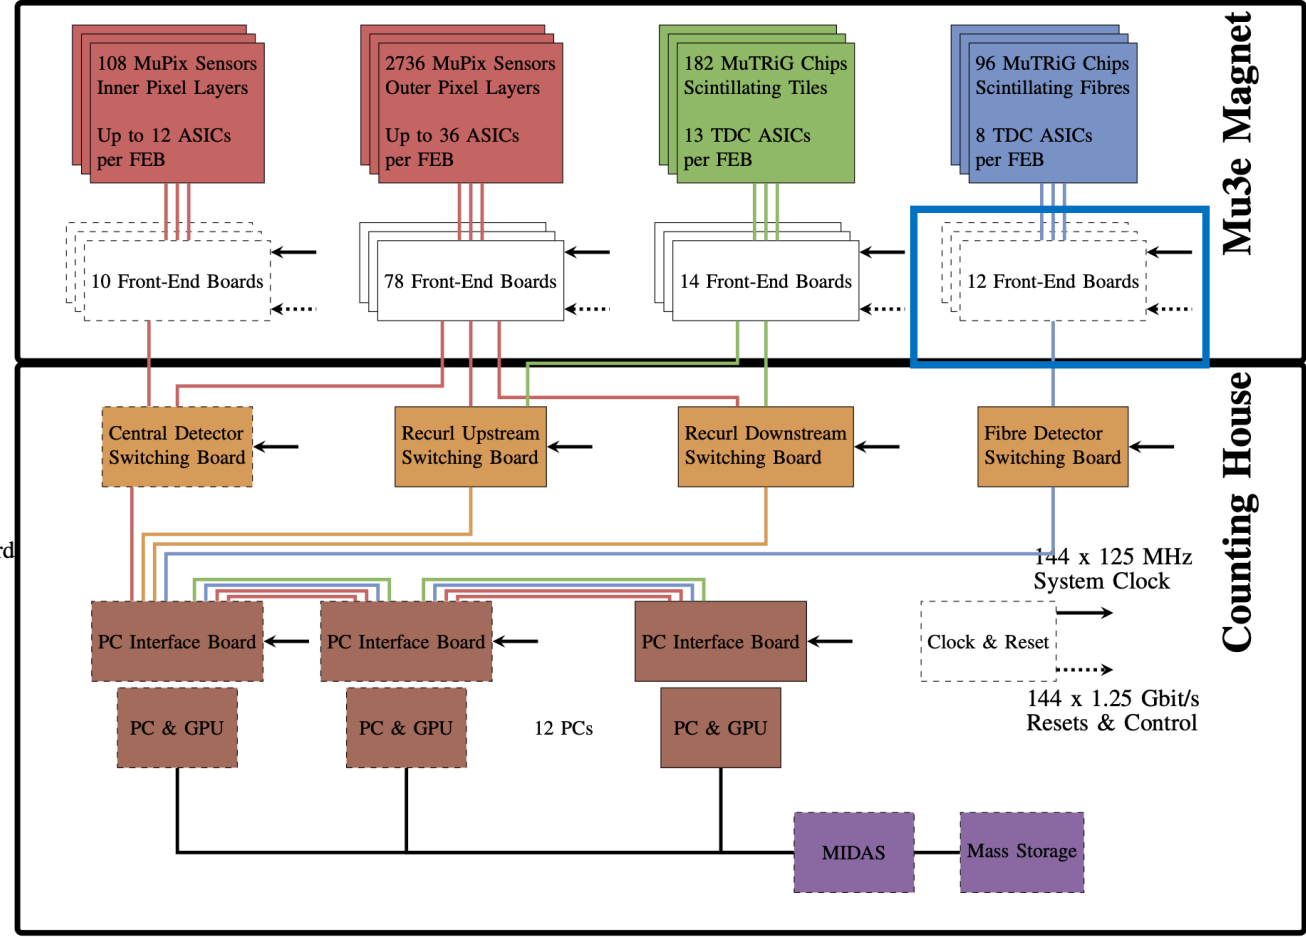 108 MuPix Sensors
Inner Pixel Layers
Up to 12 ASICs
per FEB
2736 MuPix Sensors
Outer Pixel Layers
Up to 36 ASICs
per FEB
182 MuTRiG Chips
Scintillating Tiles
13 TDC ASICs
per FEB
96 MuTRiG Chips
Scintillating Fibres
8 TDC ASICs
per FEB
Mu3e Magnet
10 Front-End Boards
78 Front-End Boards
14 Front-End Boards
12 Front-End Boards
Counting House
Central Detector
Switching Board
Recurl Upstream
Switching Board
Recurl Downstream
Switching Board
Fibre Detector
Switching Board
rd
144 x 125 MHz
System Clock
PC Interface Board
PC Interface Board
PC Interface Board
Clock & Reset
144 x 1.25 Gbit/s
Resets & Control
PC & GPU
PC & GPU
12 PCs
PC & GPU
MIDAS
Mass Storage